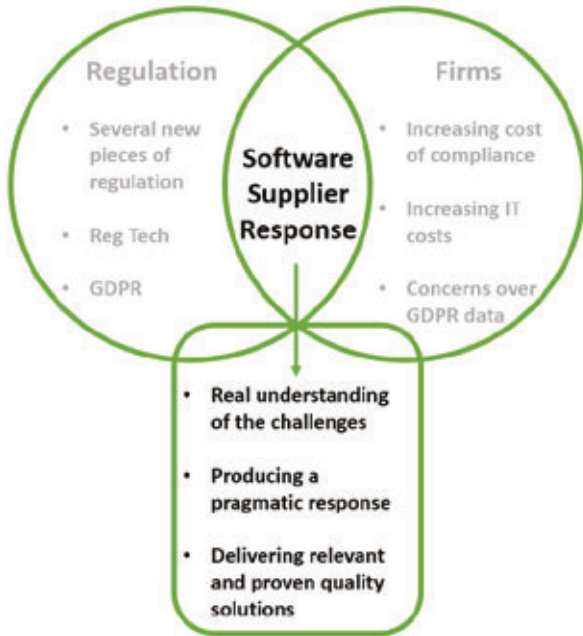 Regulation
• Several new
pieces of
regulation
• Reg Tech
• GDPR
Software
Supplier
Response
Firms
• Increasing cost
of compliance
• Increasing IT
costs
• Concerns over
GDPR data
• Real understanding
of the challenges
• Producing a
pragmatic response
• Delivering relevant
and proven quality
solutions